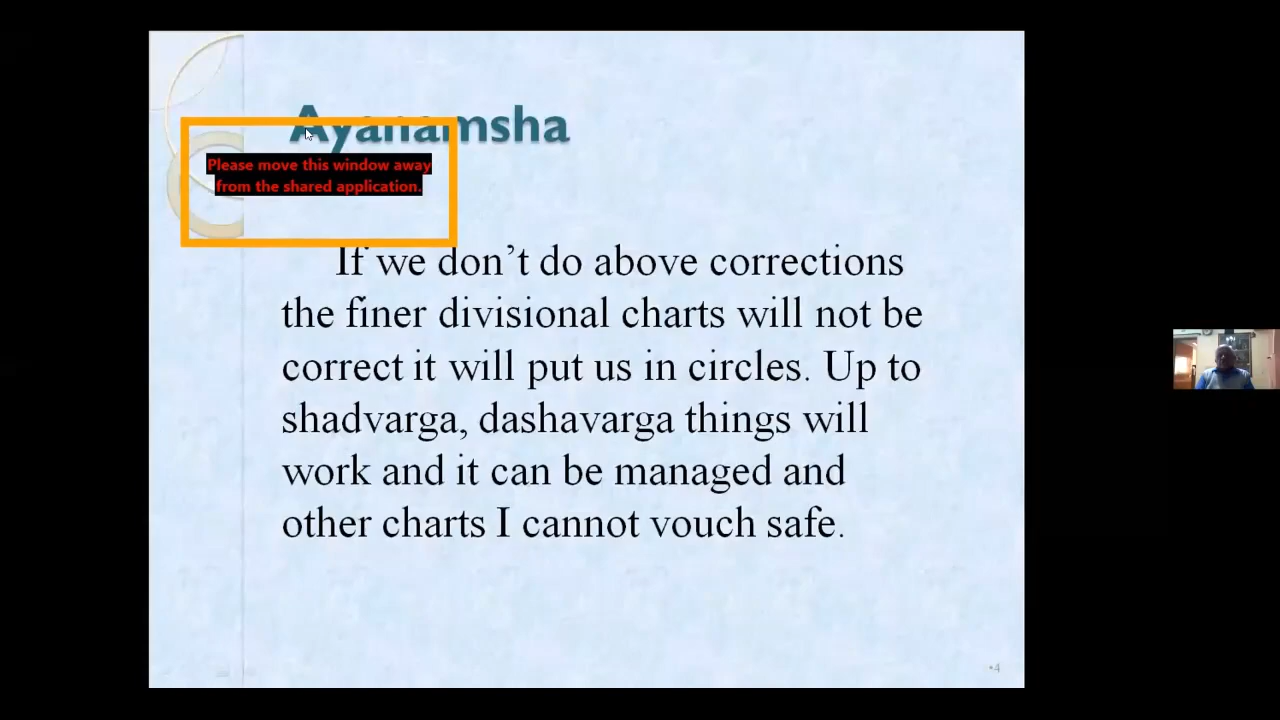 Ayanamsha
Please move this window away
from the shared application.
If we don’t do above corrections
the finer divisional charts will not be
correct it will put us in circles. Up to
shadvarga, dashavarga things will
work and it can be managed and
other charts I cannot vouch safe.
•4